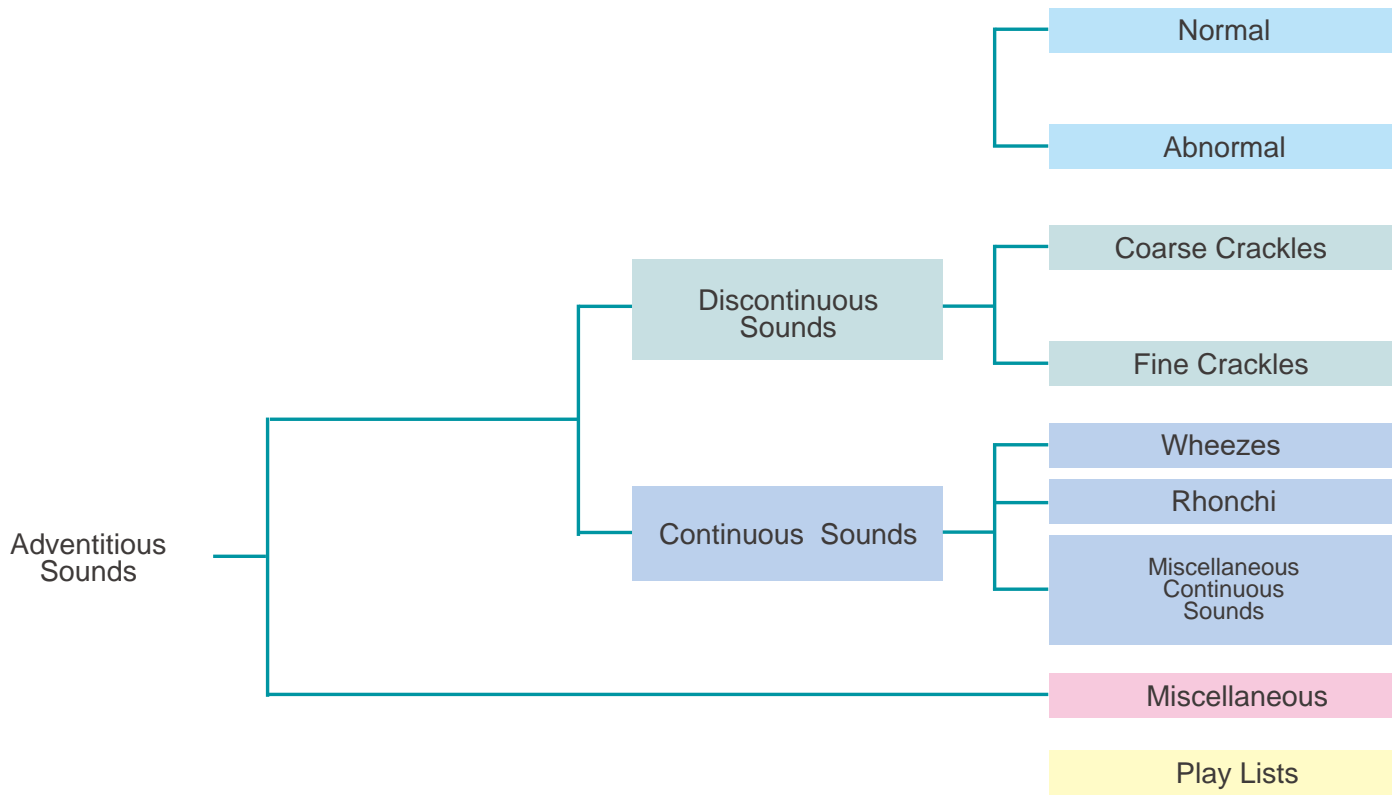 Normal
Abnormal
Coarse Crackles
Discontinuous
Sounds
Fine Crackles
Wheezes
Rhonchi
Continuous Sounds
Adventitious
Sounds
Miscellaneous
Continuous
Sounds
Miscellaneous
Play Lists